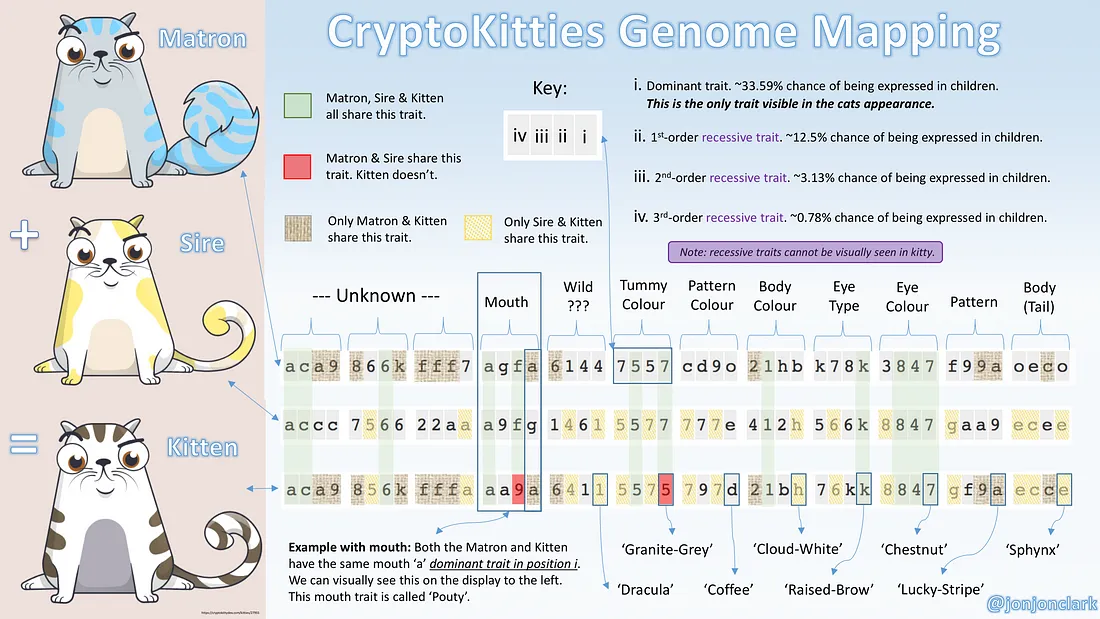 CryptoKitties Genome Mapping
Matron
+
Sire
=
Kitten
Matron, Sire & Kitten
all share this trait.
Matron & Sire share this
trait. Kitten doesn't.
Only Matron & Kitten
share this trait.
Only Sire & Kitten
share this trait.
Key:
iv iii ii i
i. Dominant trait. ~33.59% chance of being expressed in children.
This is the only trait visible in the cats appearance.
ii. 1st-order recessive trait. ~12.5% chance of being expressed in children.
iii. 2nd-order recessive trait. ~3.13% chance of being expressed in children.
iv. 3rd-order recessive trait. ~0.78% chance of being expressed in children.
Note: recessive traits cannot be visually seen in kitty.
--- Unknown ---
Mouth
Wild
???
Tummy
Colour
Pattern
Colour
Body
Colour
Eye
Type
Eye
Colour
Pattern
Body
(Tail)
aca9 866k fff7 agfa 6144 7557 cd9o 21hb k78k 3847 f99a oeco
accc 7566 22aa a9fg 1461 5577 777e 412h 566k 8847 gaa9 ecee
aca9 856k fffa aa9a 6411 5575 797d 21bh 76kk 8847 gf9a ecce
Example with mouth: Both the Matron and Kitten
have the same mouth 'a' dominant trait in position i.
We can visually see this on the display to the left.
This mouth trait is called 'Pouty'.
'Granite-Grey'
'Cloud-White'
'Chestnut'
'Sphynx'
'Dracula'
'Coffee'
'Raised-Brow'
'Lucky-Stripe'
@jonjonclark